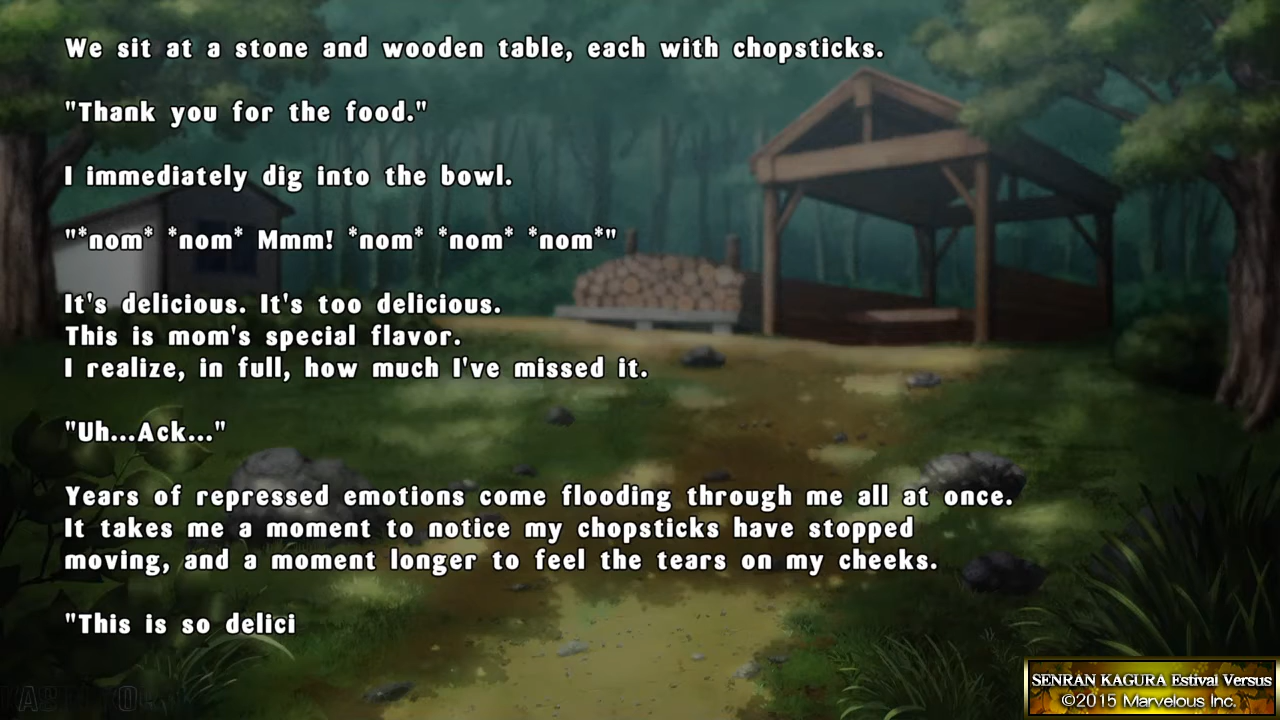 We sit at a stone and wooden table, each with chopsticks.
"Thank you for the food."
I immediately dig into the bowl.
"*nom* *nom* Mmm! *nom* *nom* *nom*"
It's delicious. It's too delicious.
This is mom's special flavor.
I realize, in full, how much I've missed it.
"Uh...Ack..."
Years of repressed emotions come flooding through me all at once.
It takes me a moment to notice my chopsticks have stopped
moving, and a moment longer to feel the tears on my cheeks.
"This is so delici
SENRAN KAGURA Estival Versus
©2015 Marvelous Inc.